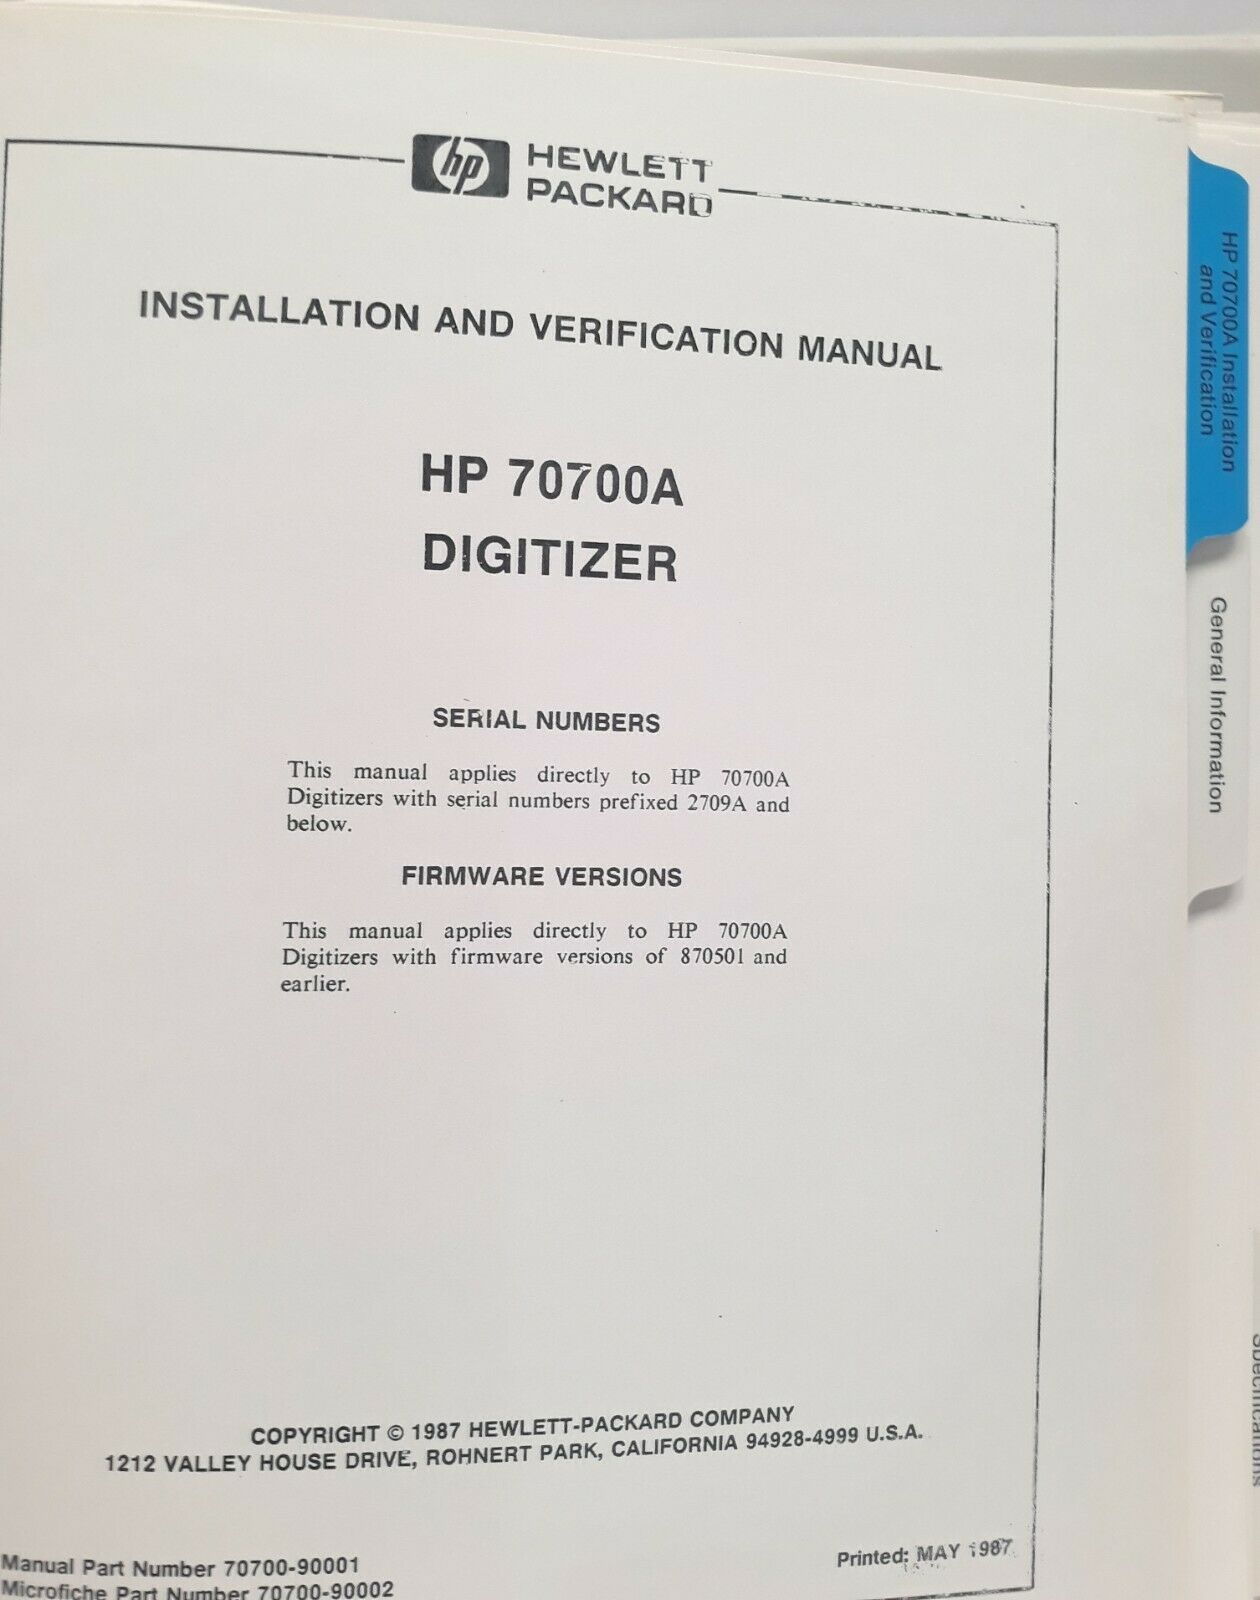 hp HEWLETT
PACKARD
INSTALLATION AND VERIFICATION MANUAL
HP 70700A
DIGITIZER
SERIAL NUMBERS
This manual applies directly to HP 70700A
Digitizers with serial numbers prefixed 2709A and
below.
FIRMWARE VERSIONS
This manual applies directly to HP 70700A
Digitizers with firmware versions of 870501 and
earlier.
COPYRIGHT © 1987 HEWLETT-PACKARD COMPANY
1212 VALLEY HOUSE DRIVE, ROHNERT PARK, CALIFORNIA 94928-4999 U.S.A.
Manual Part Number 70700-90001
Microfiche Part Number 70700-90002
Printed: MAY 1987
HP 70700A Installation
and Verification
General Information
Specifications